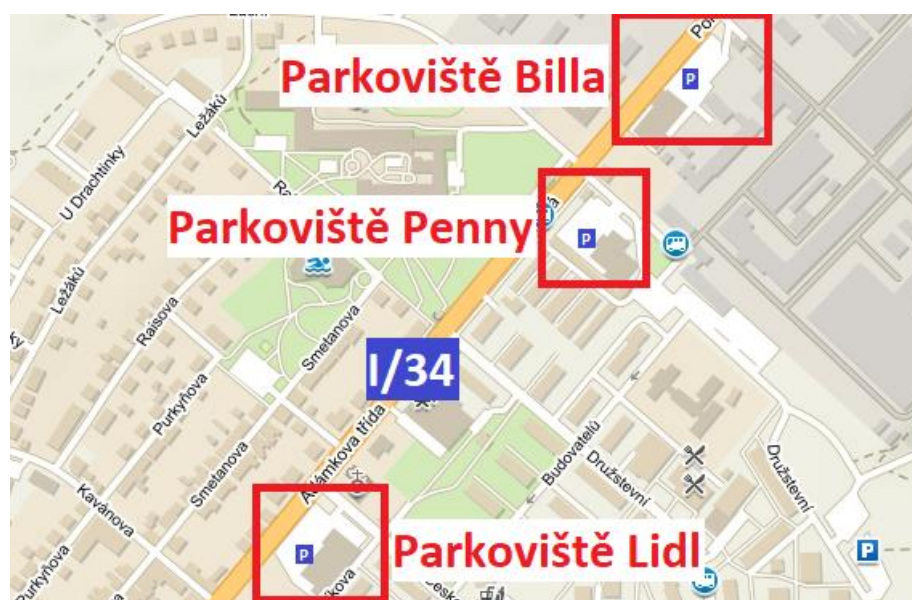 Parkoviště Billa
P
Ležáků
U Drachtinky
Parkoviště Penny
P
Ležáků
Raisova
Smetanova
I/34
Purkyňova
Adámkova třída
Smetanova
Budovatelů
Družstevní
Družstevní
Kavánova
Parkoviště Lidl
P
P
Purkyňova